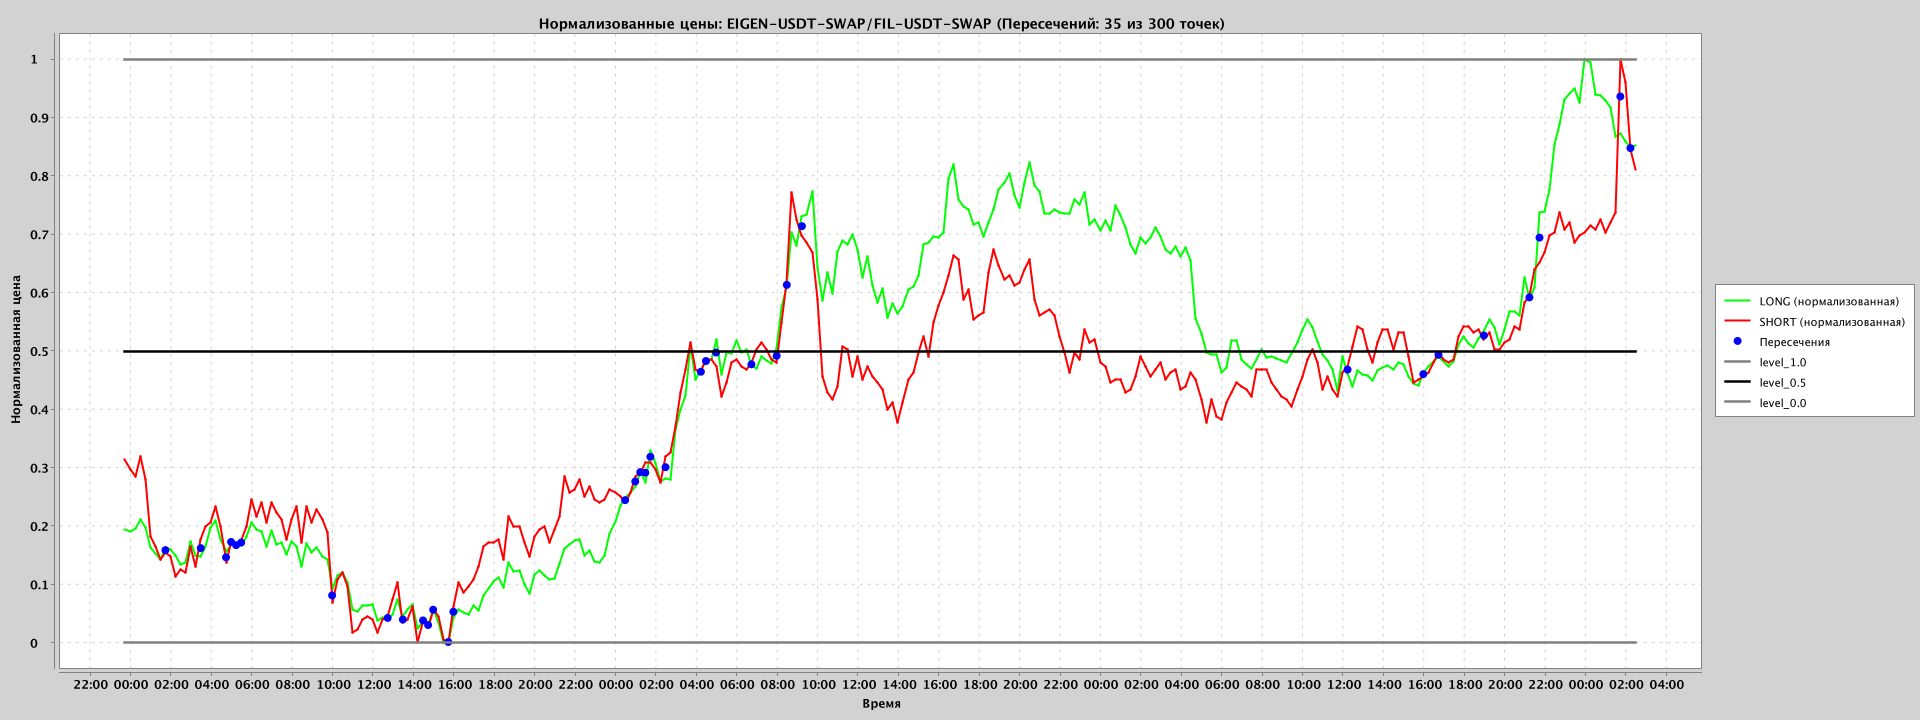 Нормализованные цены: EIGEN-USDT-SWAP/FIL-USDT-SWAP (Пересечений: 35 из 300 точек)
Нормализованная цена
1
0.9
0.8
0.7
0.6
0.5
0.4
0.3
0.2
0.1
0
22:00 00:00 02:00 04:00 06:00 08:00 10:00 12:00 14:00 16:00 18:00 20:00 22:00 00:00 02:00 04:00 06:00 08:00 10:00 12:00 14:00 16:00 18:00 20:00 22:00 00:00 02:00 04:00 06:00 08:00 10:00 12:00 14:00 16:00 18:00 20:00 22:00 00:00 02:00 04:00
Время
LONG (нормализованная)
SHORT (нормализованная)
Пересечения
level_1.0
level_0.5
level_0.0